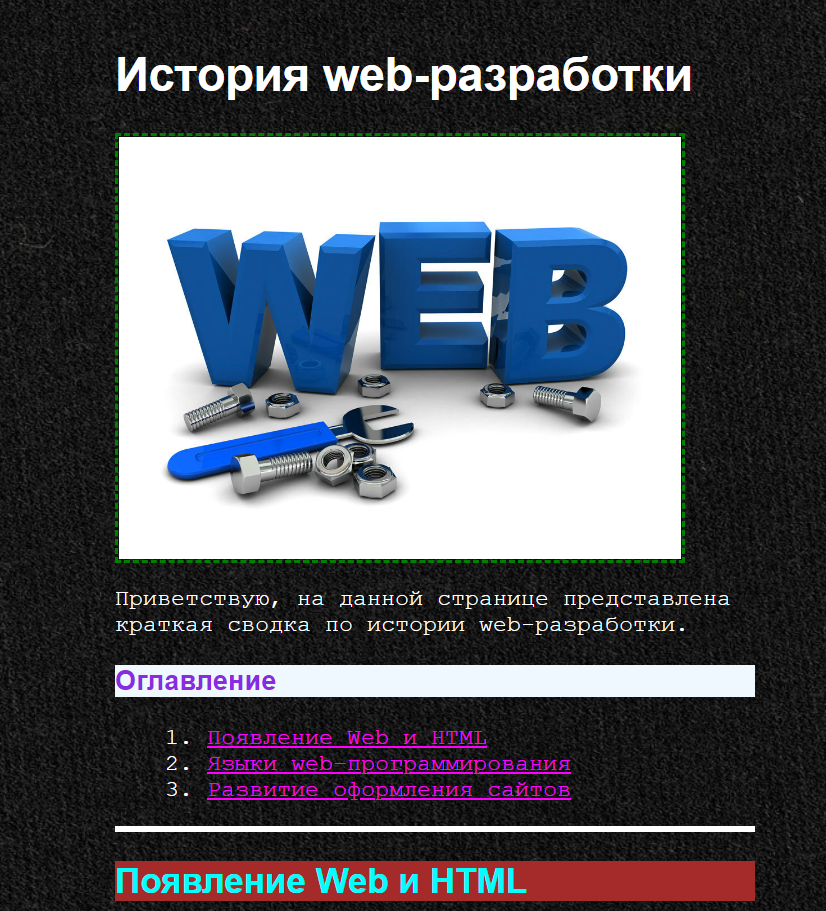 История web-разработки
WEB
Приветствую, на данной странице представлена
краткая сводка по истории web-разработки.
Оглавление
1. Появление Web и HTML
2. Языки web-программирования
3. Развитие оформления сайтов
Появление Web и HTML